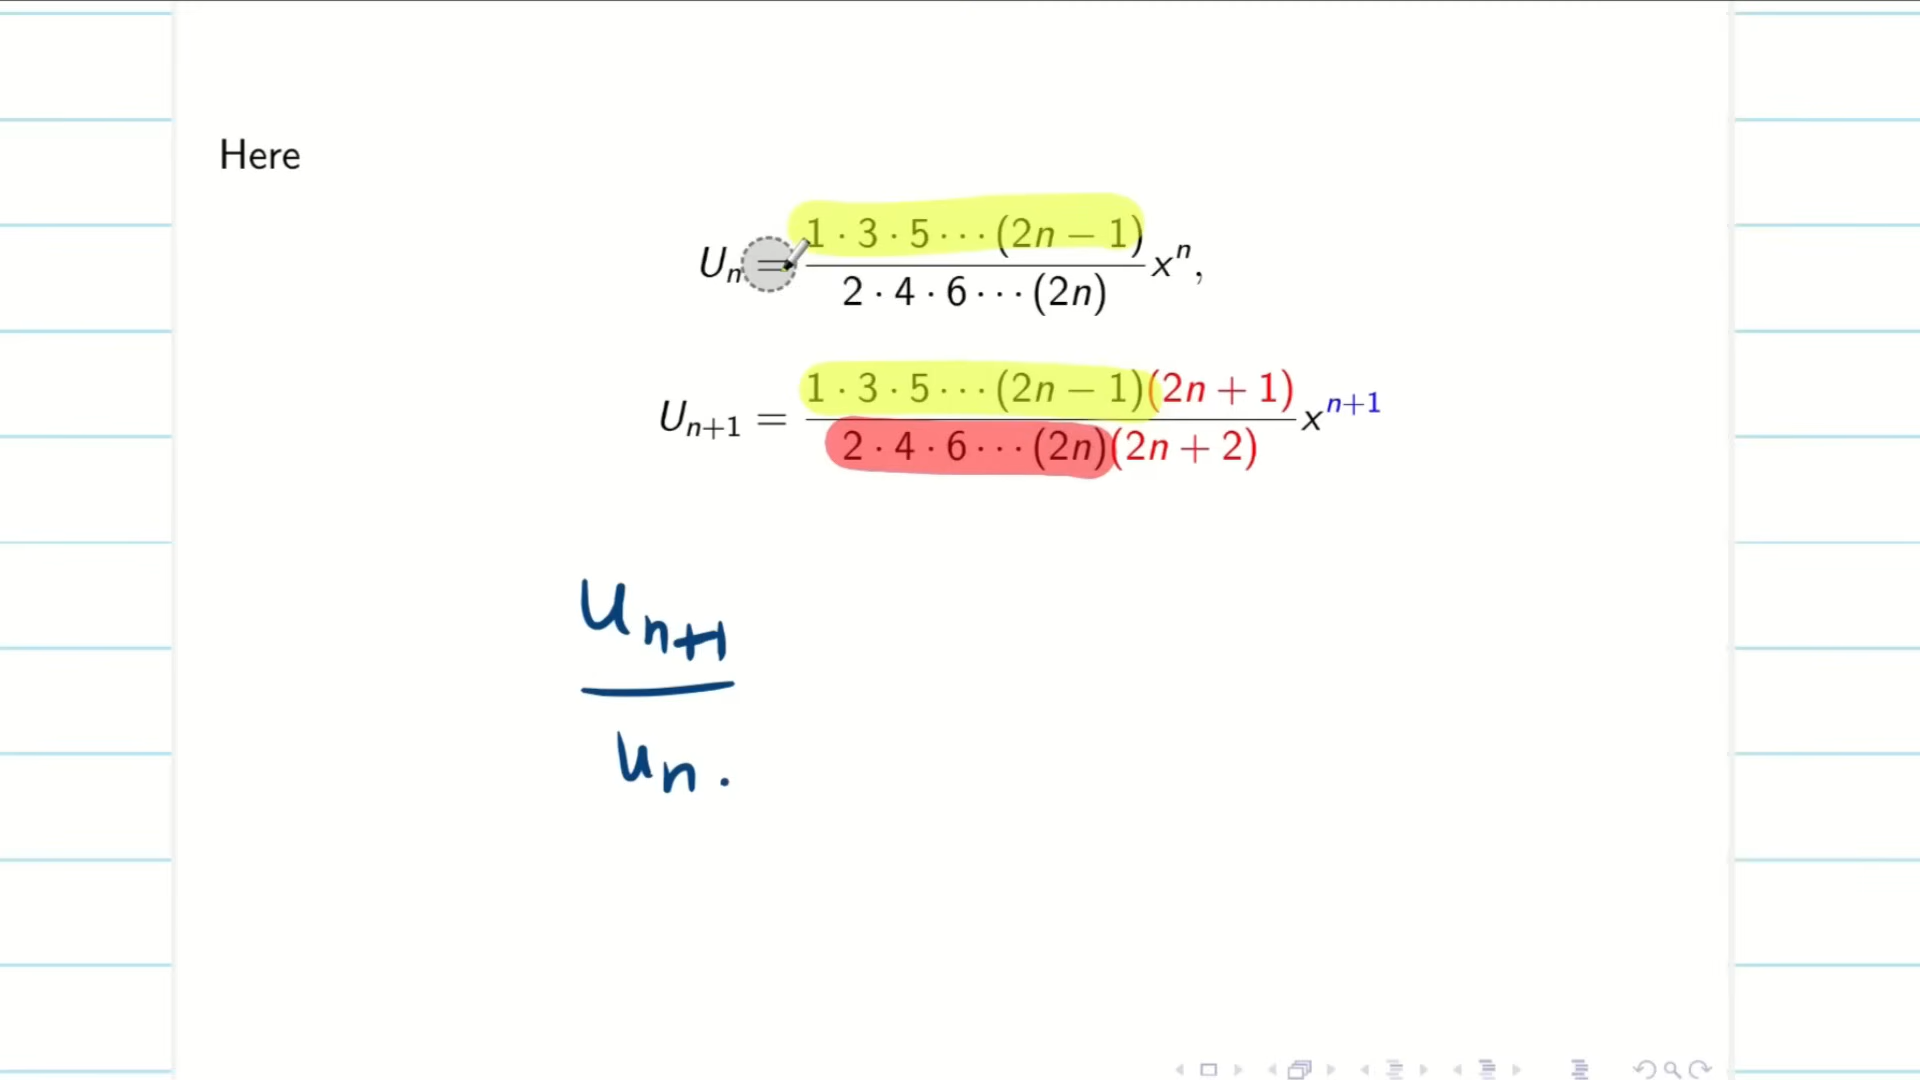 Here
Uₙ = 1 · 3 · 5 · · · (2n − 1) / 2 · 4 · 6 · · · (2n) xⁿ,
Uₙ₊₁ = 1 · 3 · 5 · · · (2n − 1)(2n + 1) / 2 · 4 · 6 · · · (2n)(2n + 2) xⁿ⁺¹
Uₙ₊₁
uₙ .